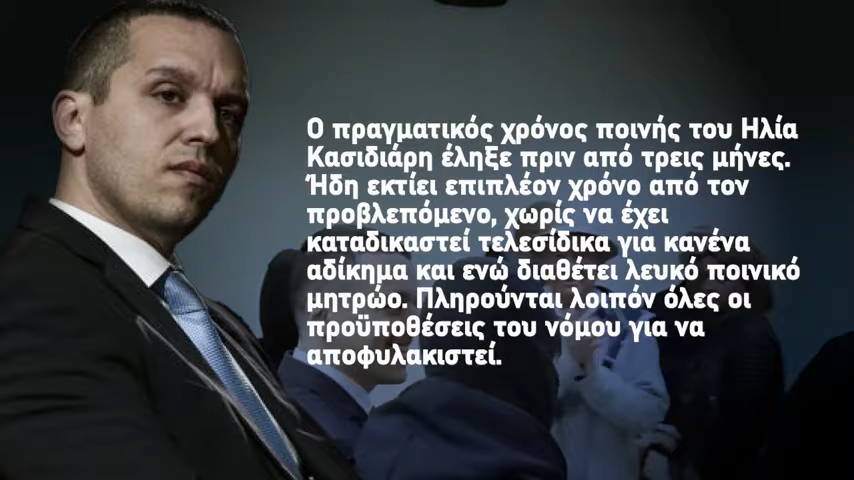 Ο πραγματικός χρόνος ποινής του Ηλία
Κασιδιάρη έληξε πριν από τρεις μήνες.
Ήδη εκτίει επιπλέον χρόνο από τον
προβλεπόμενο, χωρίς να έχει
καταδικαστεί τελεσίδικα για κανένα
αδίκημα και ενώ διαθέτει λευκό ποινικό
μητρώο. Πληρούνται λοιπόν όλες οι
προϋποθέσεις του νόμου για να
αποφυλακιστεί.